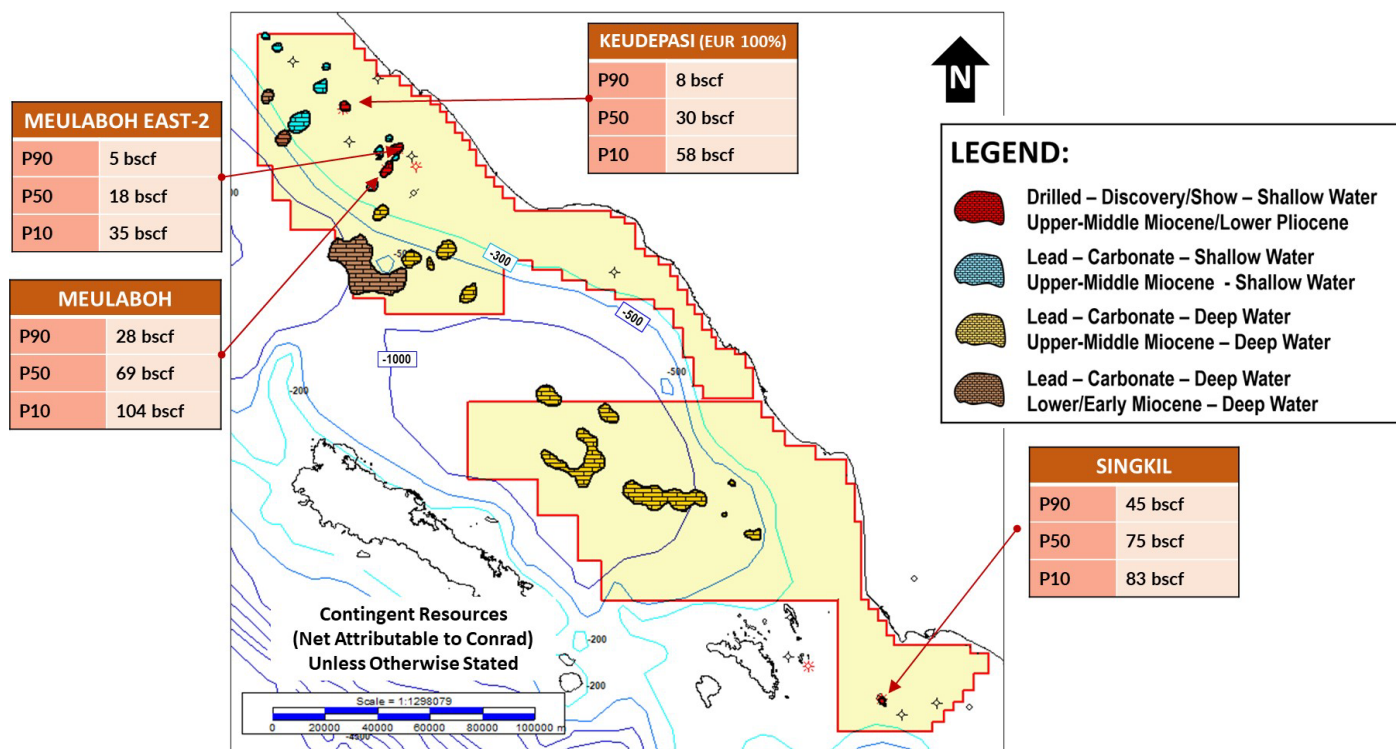 KEUDEPASI (EUR 100%)
P90 8 bscf
P50 30 bscf
P10 58 bscf
N
MEULABOH EAST-2
P90 5 bscf
P50 18 bscf
P10 35 bscf
MEULABOH
P90 28 bscf
P50 69 bscf
P10 104 bscf
LEGEND:
Drilled – Discovery/Show – Shallow Water
Upper-Middle Miocene/Lower Pliocene
Lead – Carbonate – Shallow Water
Upper-Middle Miocene - Shallow Water
Lead – Carbonate – Deep Water
Upper-Middle Miocene – Deep Water
Lead – Carbonate – Deep Water
Lower/Early Miocene – Deep Water
-300
-500
-1000
-500
-200
SINGKIL
P90 45 bscf
P50 75 bscf
P10 83 bscf
Contingent Resources
(Net Attributable to Conrad)
Unless Otherwise Stated
-200
-200
Scale = 1:1298079
0 20000 40000 60000 80000 100000 m